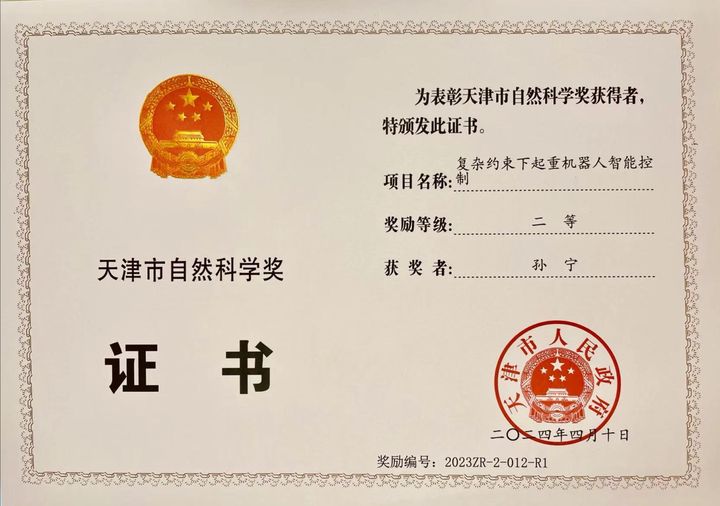 天津市自然科学奖
证书
为表彰天津市自然科学奖获得者，
特颁发此证书。
复杂约束下起重机器人智能控
项目名称:制
奖励等级:二 等
获奖者:孙宁
天津市人民政府
二〇二四年四月十日
奖励编号：2023ZR-2-012-R1